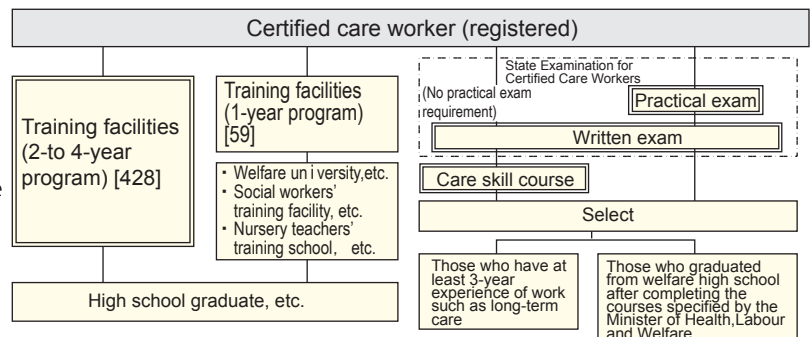 Certified care worker (registered)
Training facilities
(2-to 4-year
program) [428]
Training facilities
(1-year program)
[59]
・ Welfare un i versity,etc.
・ Social workers'
training facility, etc.
・ Nursery teachers'
training school, etc.
High school graduate, etc.
State Examination for
Certified Care Workers
(No practical exam
requirement)
Practical exam
Written exam
Care skill course
Select
Those who have at
least 3-year
experience of work
such as long-term
care
Those who graduated
from welfare high school
after completing the
courses specified by the
Minister of Health,Labour
and Welfare